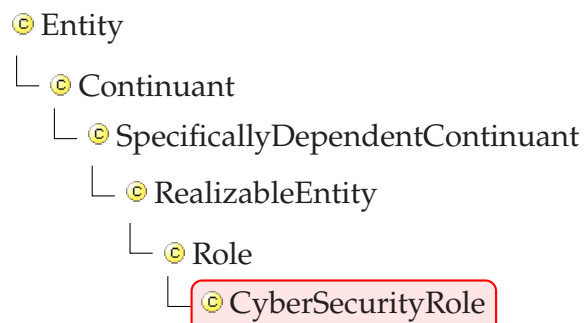 Entity
Continuant
SpecificallyDependentContinuant
RealizableEntity
Role
CyberSecurityRole